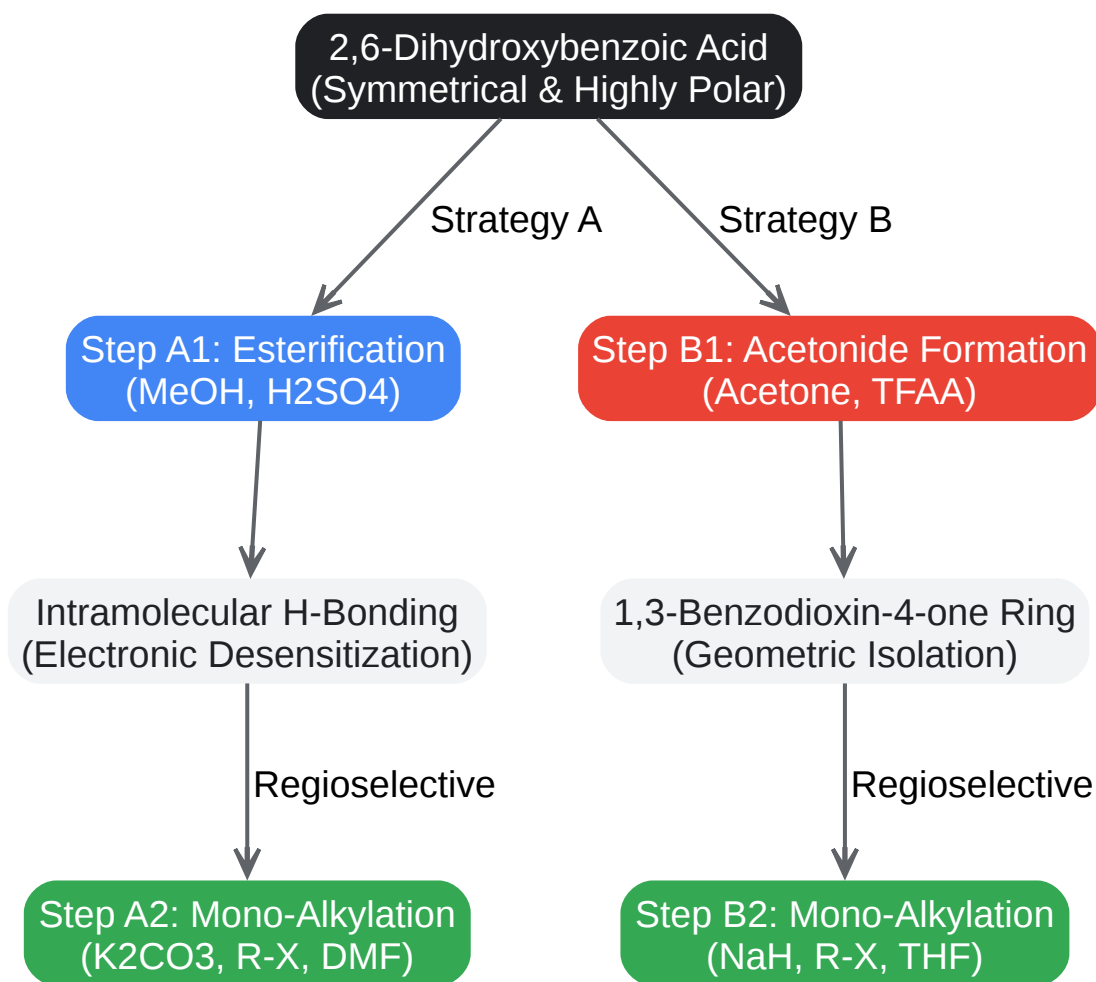 2,6-Dihydroxybenzoic Acid
(Symmetrical & Highly Polar)
Strategy A
Strategy B
Step A1: Esterification
(MeOH, H2SO4)
Step B1: Acetonide Formation
(Acetone, TFAA)
Intramolecular H-Bonding
(Electronic Desensitization)
1,3-Benzodioxin-4-one Ring
(Geometric Isolation)
Regioselective
Regioselective
Step A2: Mono-Alkylation
(K2CO3, R-X, DMF)
Step B2: Mono-Alkylation
(NaH, R-X, THF)